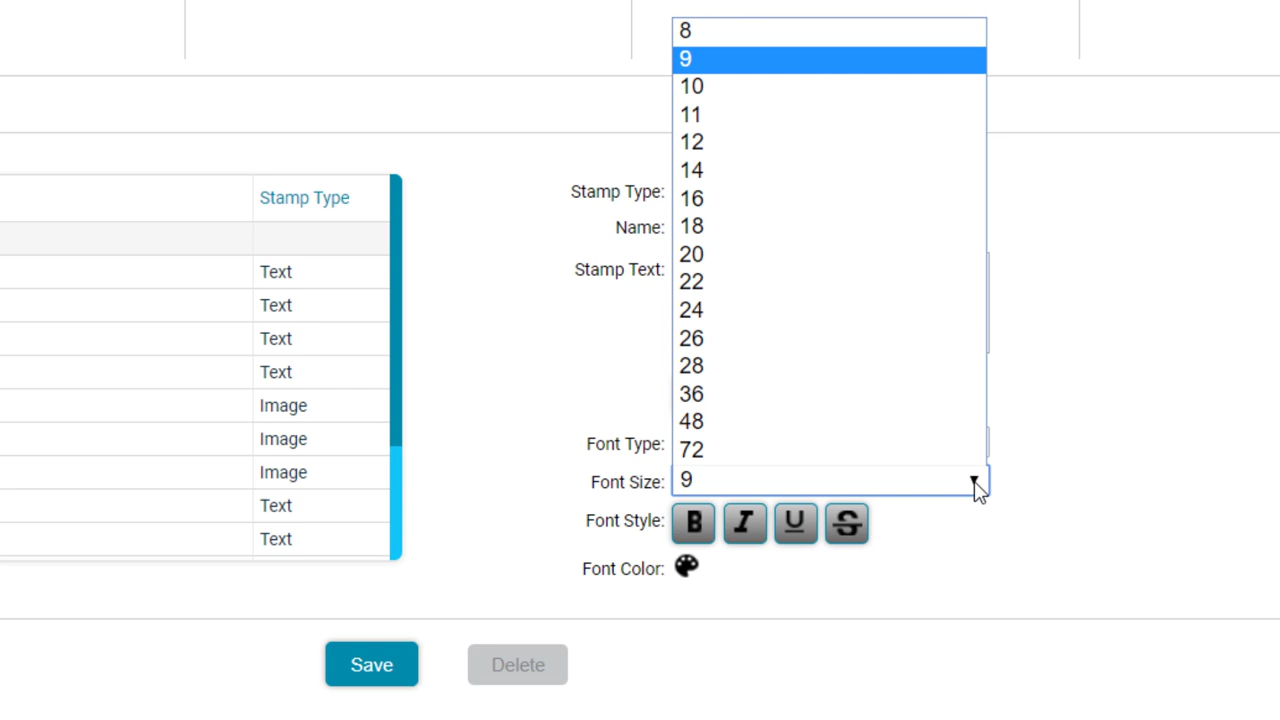 Stamp Type
Text
Text
Text
Text
Image
Image
Image
Text
Text
Stamp Type:
Name:
Stamp Text:
Font Type:
Font Size:
Font Style:
Font Color:
8
9
10
11
12
14
16
18
20
22
24
26
28
36
48
72
9
B I U S
Save Delete